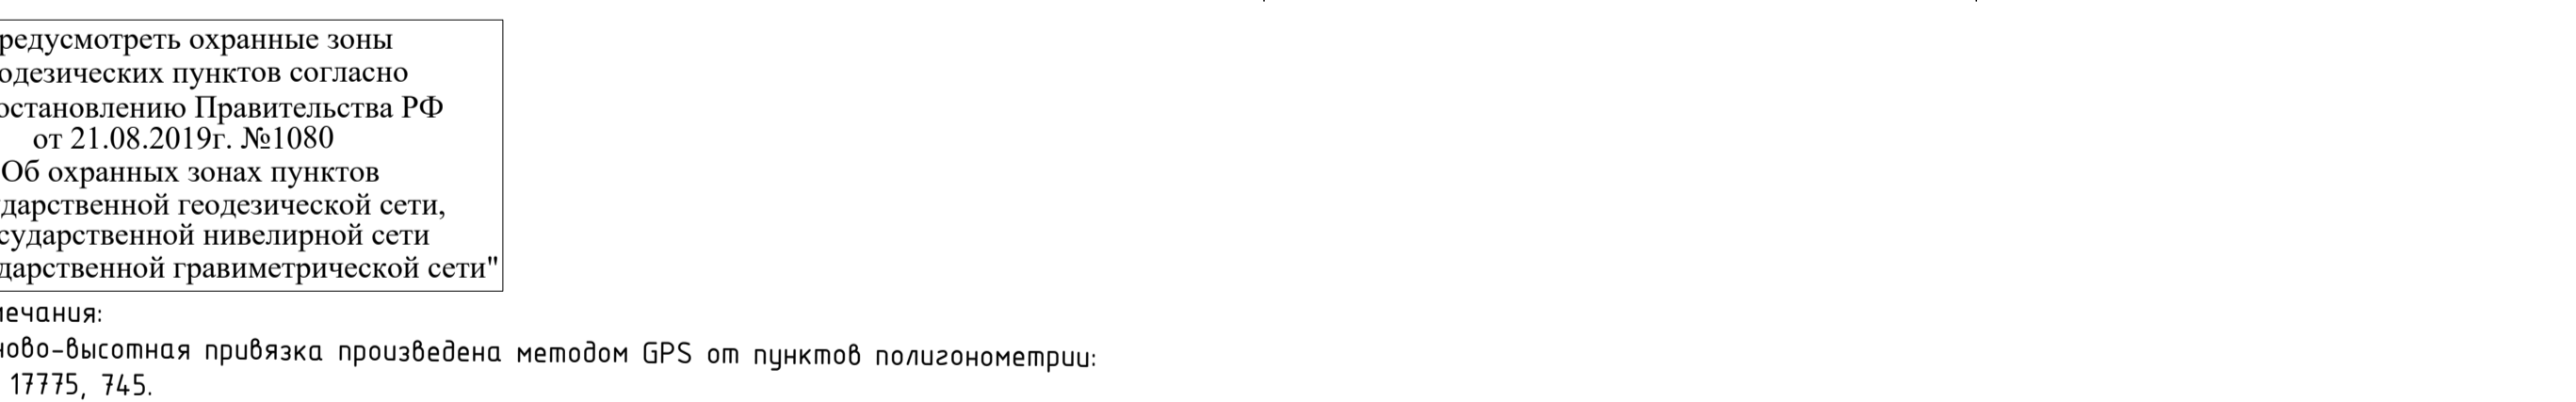 редусмотреть охранные зоны
одезических пунктов согласно
остановлению Правительства РФ
от 21.08.2019г. №1080
Об охранных зонах пунктов
дарственной геодезической сети,
сударственной нивелирной сети
дарственной гравиметрической сети"
мечания:
ново-высотная привязка произведена методом GPS от пунктов полигонометрии:
17775, 745.